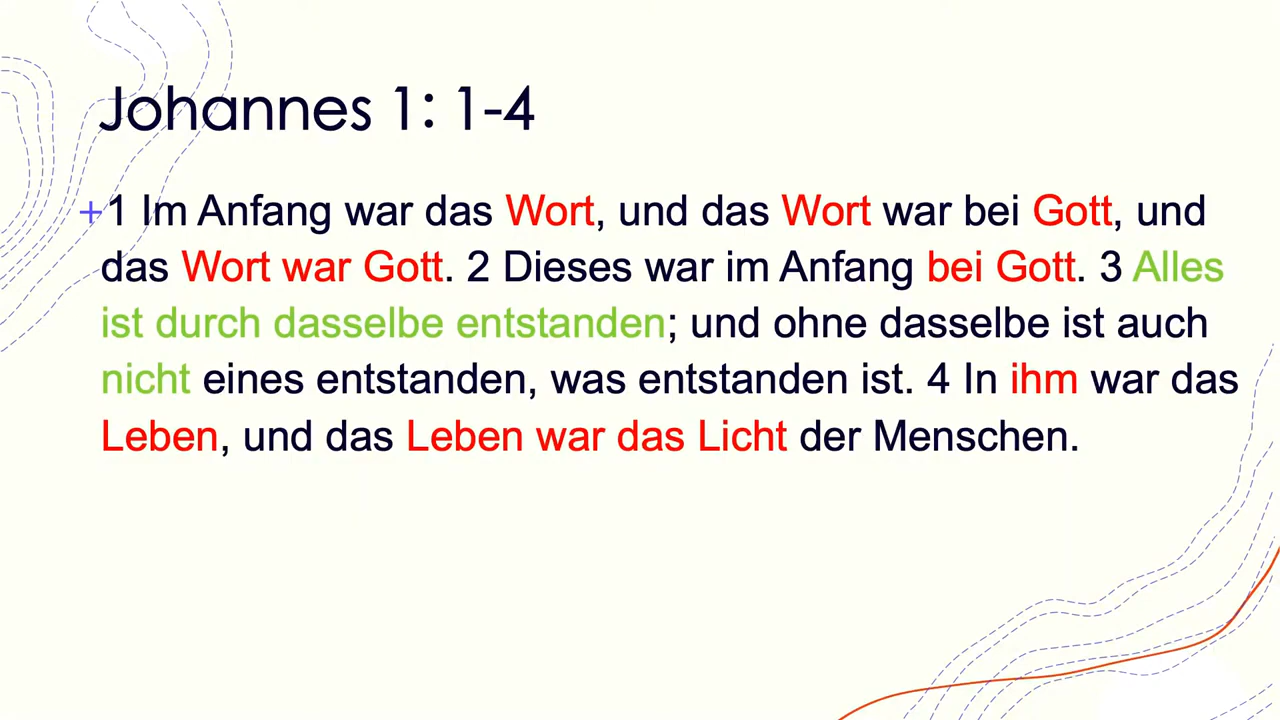 Johannes 1: 1-4
+1 Im Anfang war das Wort, und das Wort war bei Gott, und
das Wort war Gott. 2 Dieses war im Anfang bei Gott. 3 Alles
ist durch dasselbe entstanden; und ohne dasselbe ist auch
nicht eines entstanden, was entstanden ist. 4 In ihm war das
Leben, und das Leben war das Licht der Menschen.